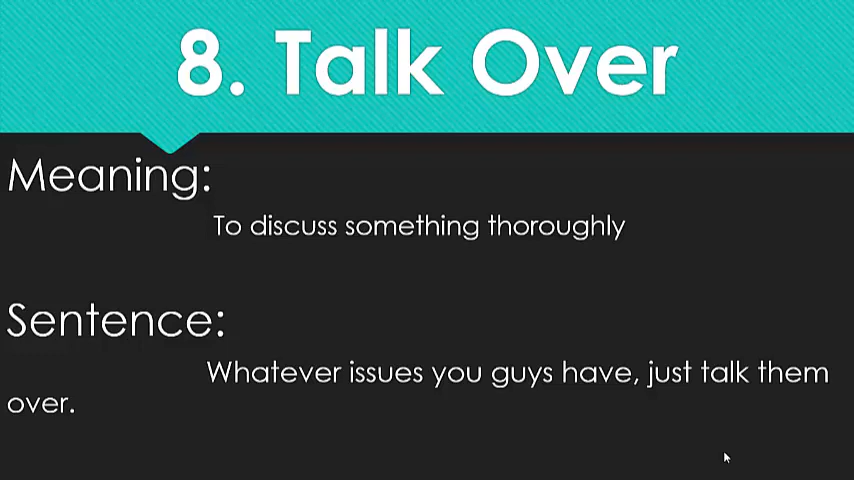 8. Talk Over
Meaning:
To discuss something thoroughly
Sentence:
Whatever issues you guys have, just talk them
over.